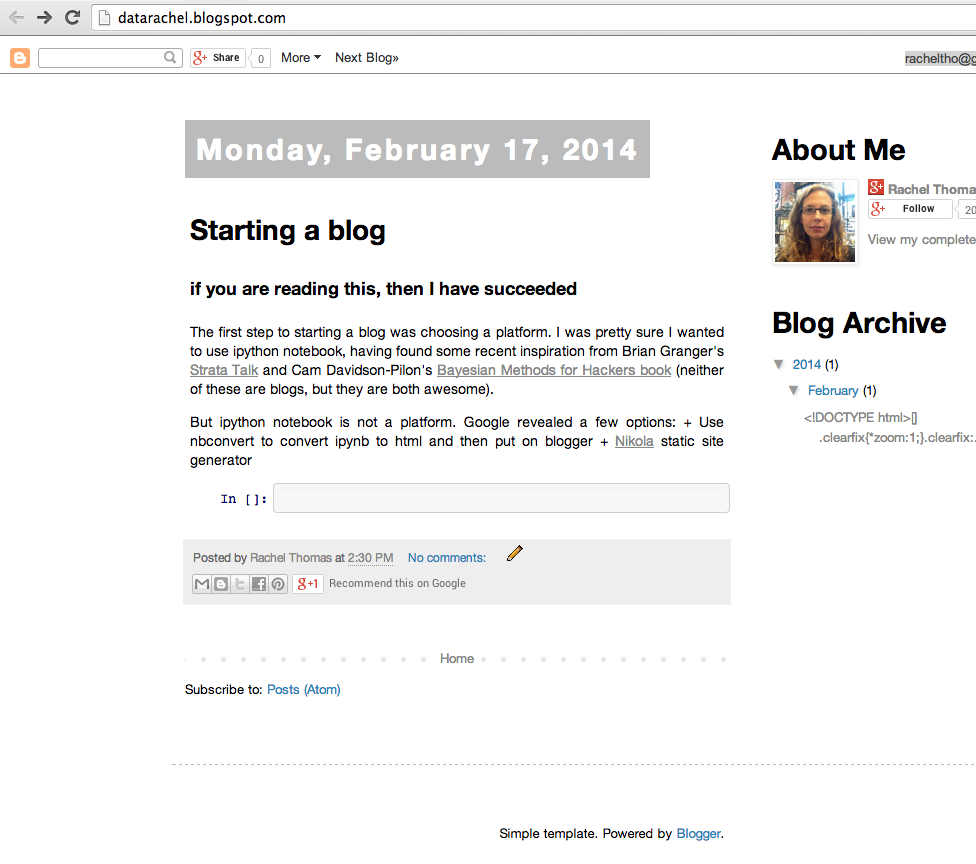 datarachel.blogspot.com
Share 0 More Next Blog»
racheltho@g
Monday, February 17, 2014
Starting a blog
if you are reading this, then I have succeeded
The first step to starting a blog was choosing a platform. I was pretty sure I wanted
to use ipython notebook, having found some recent inspiration from Brian Granger's
Strata Talk and Cam Davidson-Pilon's Bayesian Methods for Hackers book (neither
of these are blogs, but they are both awesome).
But ipython notebook is not a platform. Google revealed a few options: + Use
nbconvert to convert ipynb to html and then put on blogger + Nikola static site
generator
In []:
Posted by Rachel Thomas at 2:30 PM No comments:
g+1 Recommend this on Google
Home
Subscribe to: Posts (Atom)
About Me
g+ Rachel Thoma
g+ Follow 20
View my complete
Blog Archive
▼ 2014 (1)
▼ February (1)
<!DOCTYPE html>[]
.clearfix{*zoom:1;}.clearfix:.
Simple template. Powered by Blogger.